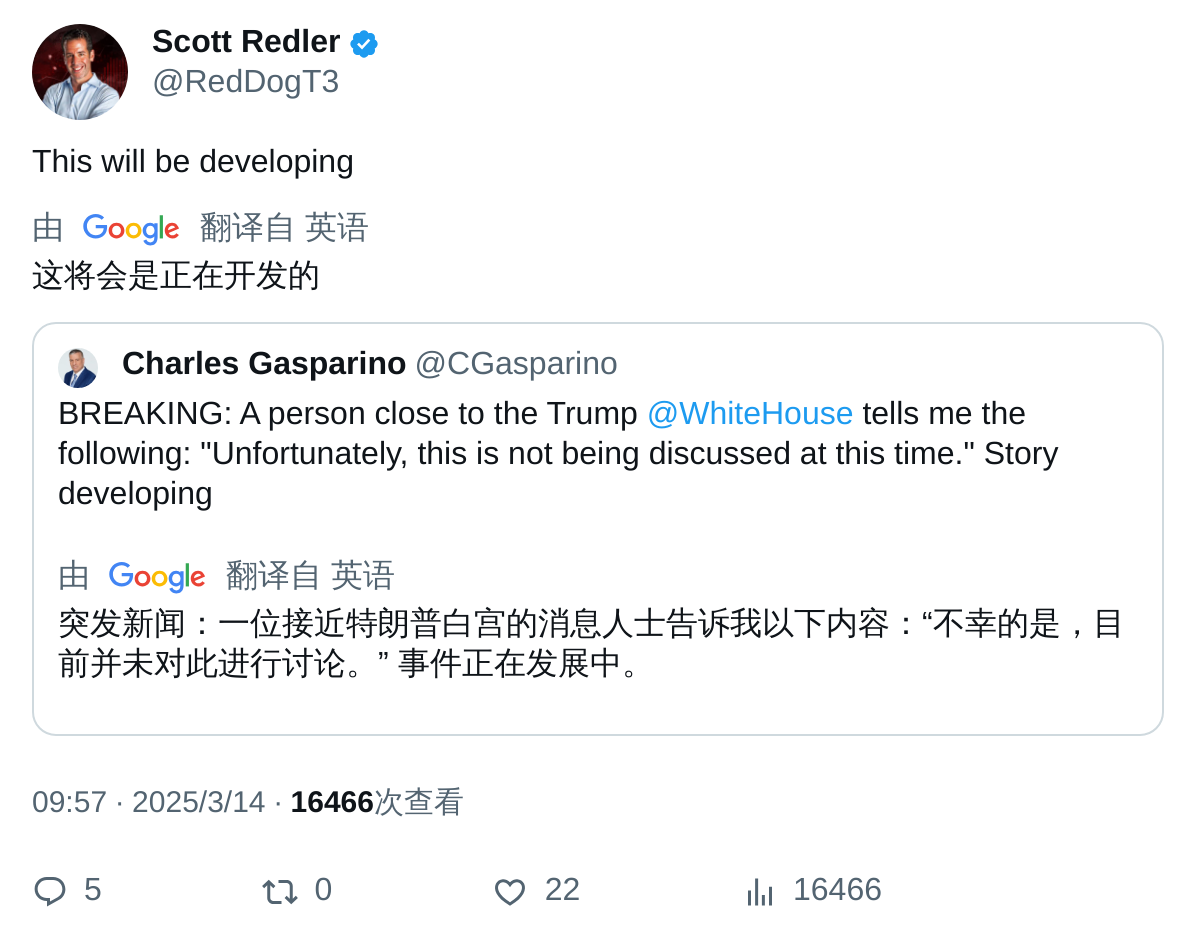 Scott Redler
@RedDogT3
This will be developing
由 Google 翻译自 英语
这将会是正在开发的
Charles Gasparino @CGasparino
BREAKING: A person close to the Trump @WhiteHouse tells me the
following: "Unfortunately, this is not being discussed at this time." Story
developing
由 Google 翻译自 英语
突发新闻：一位接近特朗普白宫的消息人士告诉我以下内容：“不幸的是，目
前并未对此进行讨论。” 事件正在发展中。
09:57 · 2025/3/14 · 16466次查看
5 0 22 16466